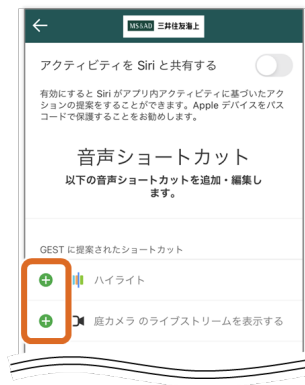 MS&AD 三井住友海上
アクティビティを Siri と共有する
有効にすると Siri がアプリ内アクティビティに基づいたアク
ションの提案をすることができます。Apple デバイスをパス
コードで保護することをお勧めします。
音声ショートカット
以下の音声ショートカットを追加・編集し
ます。
GEST に提案されたショートカット
ハイライト
庭カメラ のライブストリームを表示する